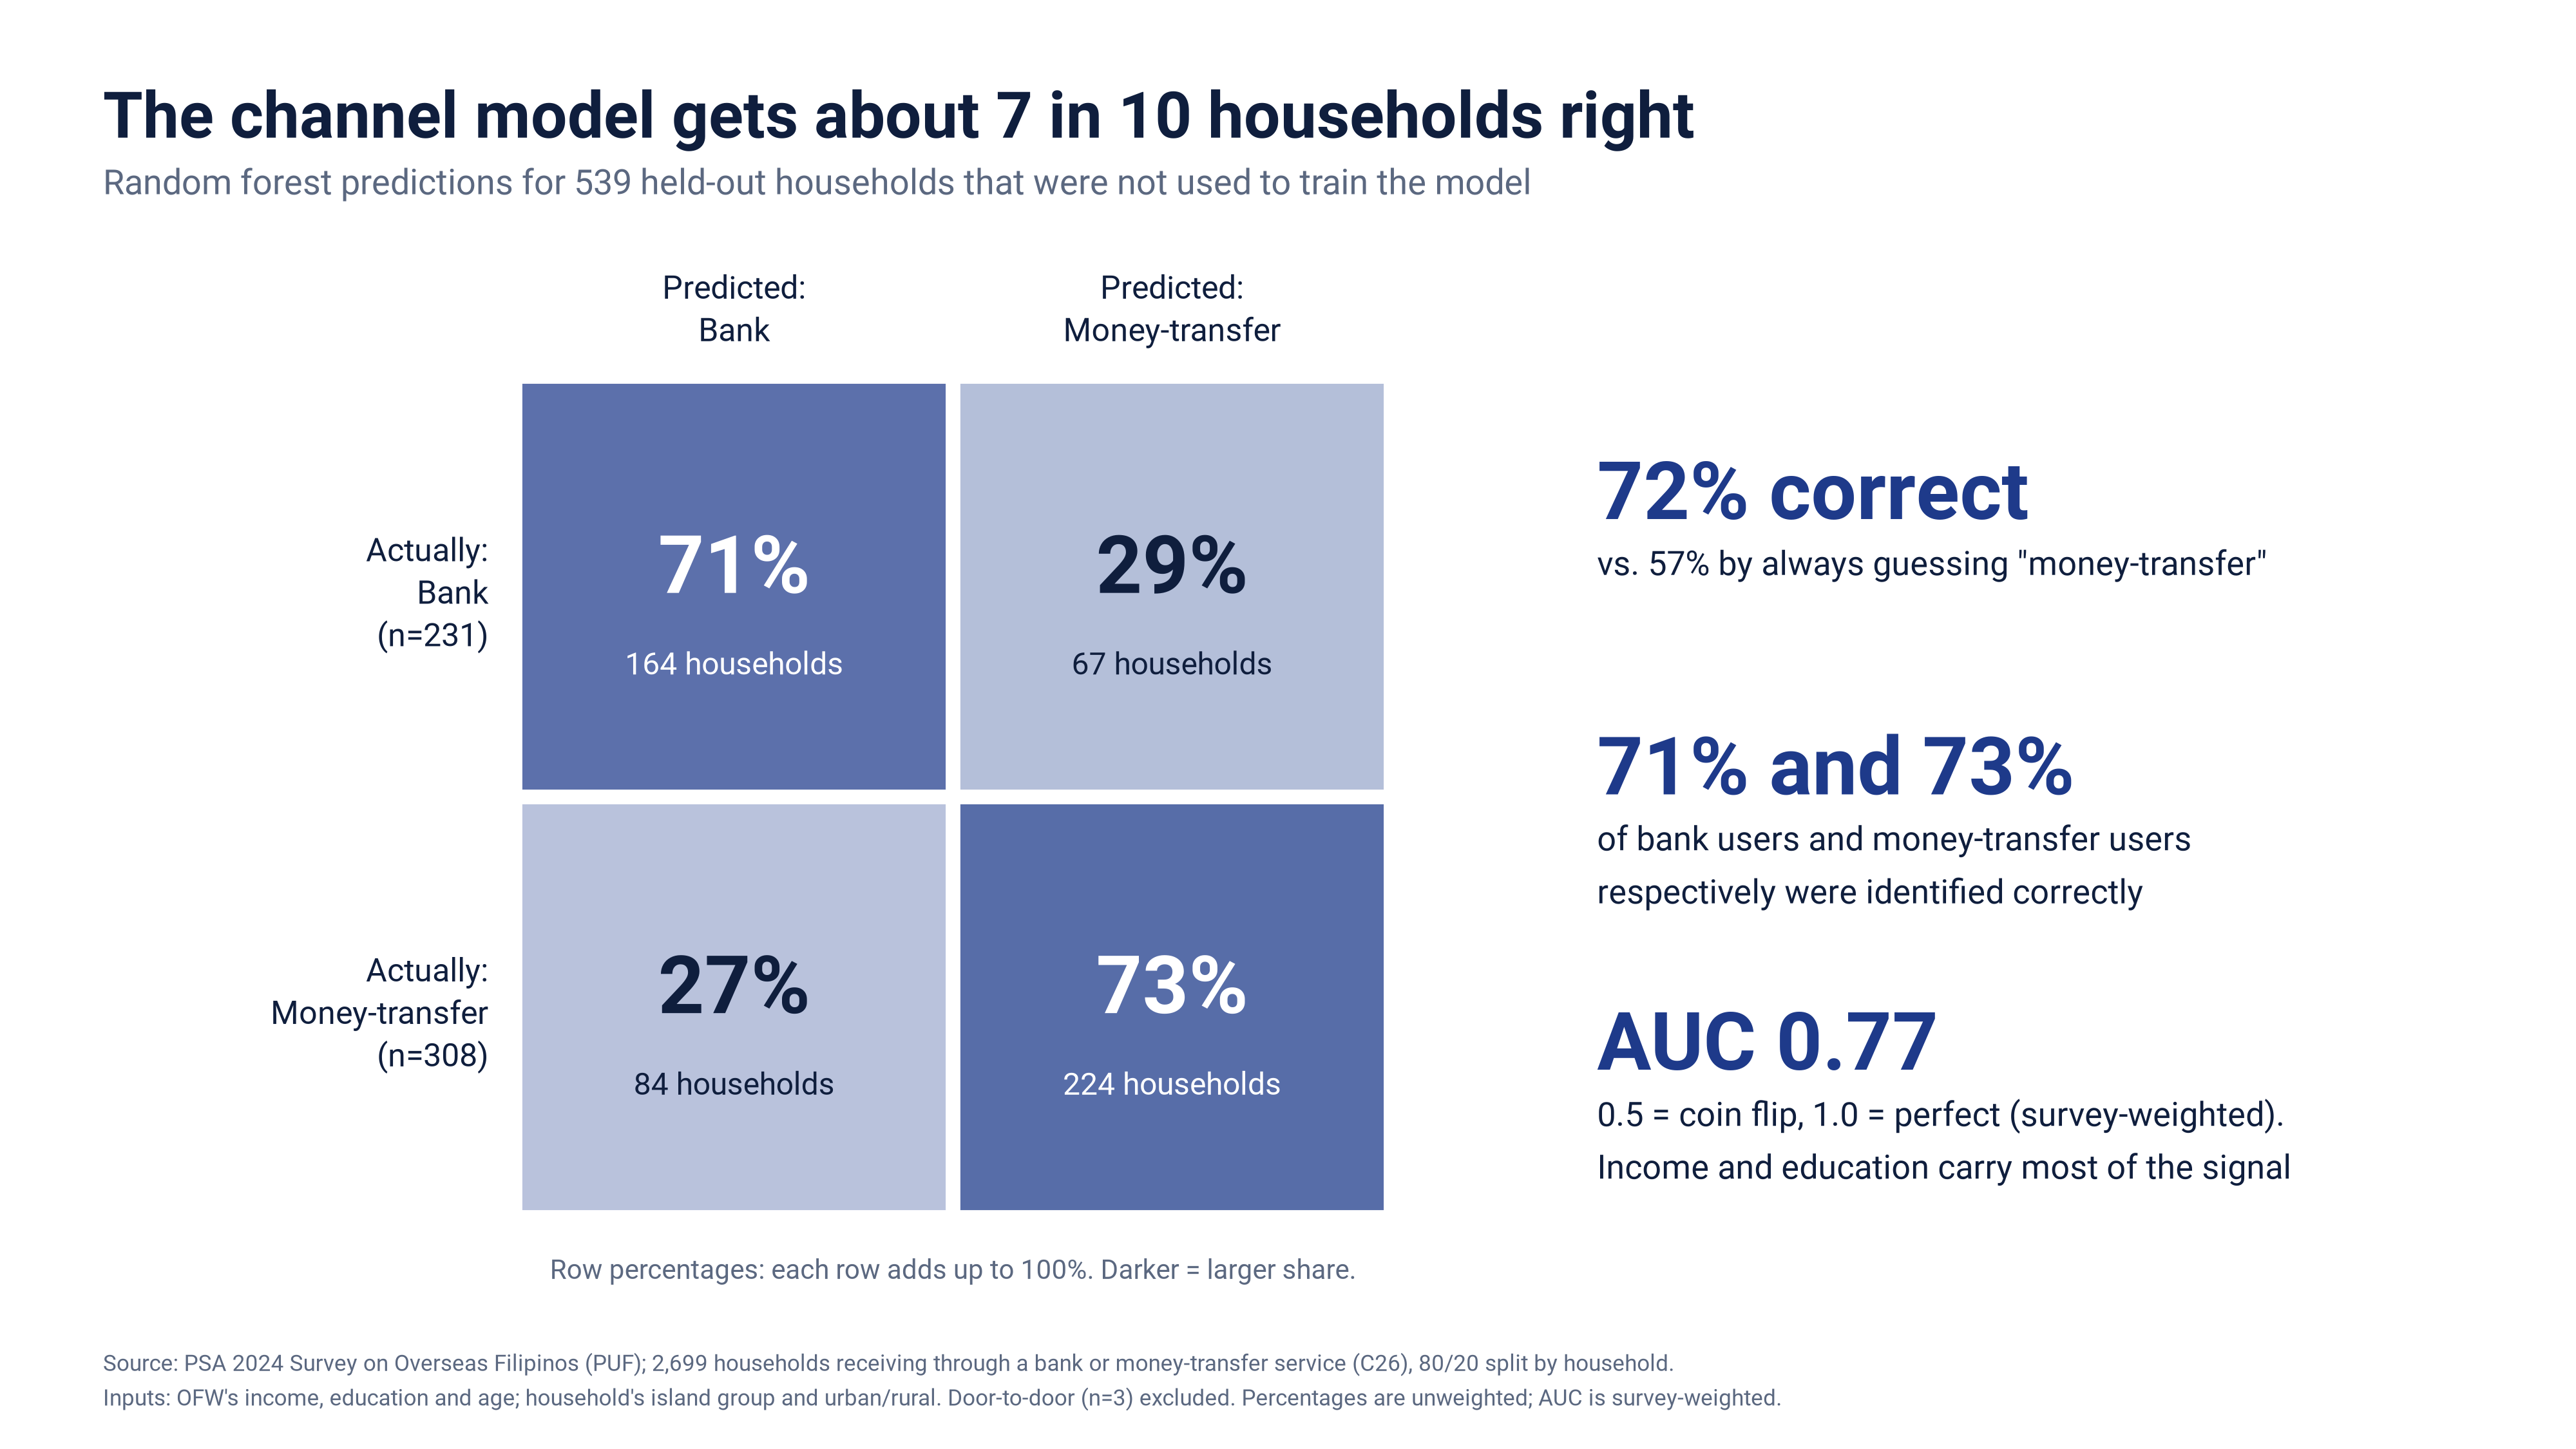 The channel model gets about 7 in 10 households right
Random forest predictions for 539 held-out households that were not used to train the model
Predicted:
Bank
Predicted:
Money-transfer
Actually:
Bank
(n=231)
71%
164 households
29%
67 households
Actually:
Money-transfer
(n=308)
27%
84 households
73%
224 households
Row percentages: each row adds up to 100%. Darker = larger share.
72% correct
vs. 57% by always guessing "money-transfer"
71% and 73%
of bank users and money-transfer users
respectively were identified correctly
AUC 0.77
0.5 = coin flip, 1.0 = perfect (survey-weighted).
Income and education carry most of the signal
Source: PSA 2024 Survey on Overseas Filipinos (PUF); 2,699 households receiving through a bank or money-transfer service (C26), 80/20 split by household.
Inputs: OFW's income, education and age; household's island group and urban/rural. Door-to-door (n=3) excluded. Percentages are unweighted; AUC is survey-weighted.